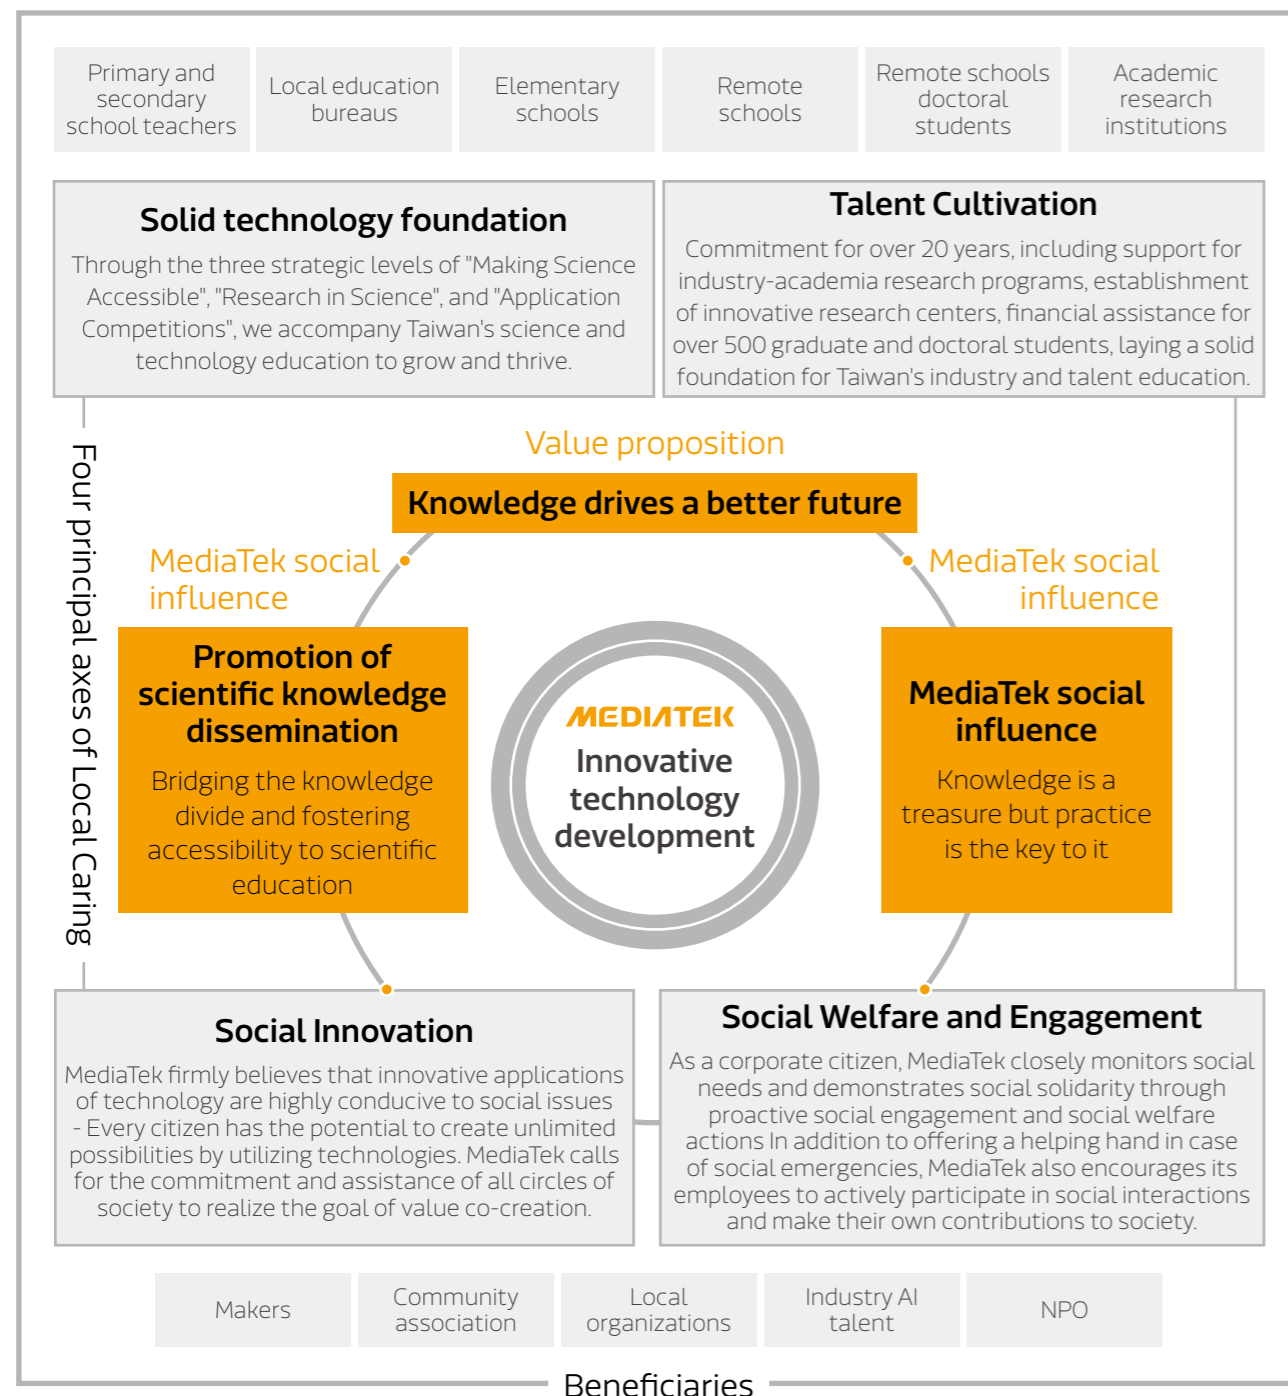 Primary and
secondary
school teachers
Local education
bureaus
Elementary
schools
Remote
schools
Remote schools
doctoral
students
Academic
research
institutions
Solid technology foundation
Through the three strategic levels of "Making Science
Accessible", "Research in Science", and "Application
Competitions", we accompany Taiwan's science and
technology education to grow and thrive.
Talent Cultivation
Commitment for over 20 years, including support for
industry-academia research programs, establishment
of innovative research centers, financial assistance for
over 500 graduate and doctoral students, laying a solid
foundation for Taiwan's industry and talent education.
Four principal axes of Local Caring
Value proposition
Knowledge drives a better future
MediaTek social
influence
Promotion of
scientific knowledge
dissemination
Bridging the knowledge
divide and fostering
accessibility to scientific
education
MEDIATEK
Innovative
technology
development
MediaTek social
influence
MediaTek social
influence
Knowledge is a
treasure but practice
is the key to it
Social Innovation
MediaTek firmly believes that innovative applications
of technology are highly conducive to social issues
- Every citizen has the potential to create unlimited
possibilities by utilizing technologies. MediaTek calls
for the commitment and assistance of all circles of
society to realize the goal of value co-creation.
Social Welfare and Engagement
As a corporate citizen, MediaTek closely monitors social
needs and demonstrates social solidarity through
proactive social engagement and social welfare
actions In addition to offering a helping hand in case
of social emergencies, MediaTek also encourages its
employees to actively participate in social interactions
and make their own contributions to society.
Makers
Community
association
Local
organizations
Industry AI
talent
NPO
Beneficiaries